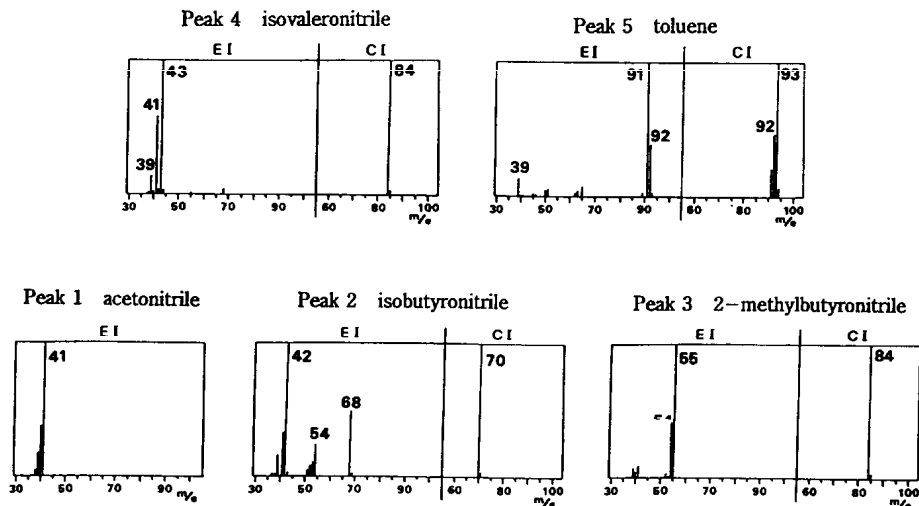 Peak 4 isovaleronitrile
EI CI
43 84
41
39
30 50 70 90 60 80 100
m/e
Peak 5 toluene
EI CI
91 93
92 92
39
30 50 70 90 60 80 100
m/e
Peak 1 acetonitrile
EI
41
30 50 70 90
m/e
Peak 2 isobutyronitrile
EI CI
42 70
68
54
30 50 70 90 60 80 100
m/e
Peak 3 2-methylbutyronitrile
EI CI
55 84
30 50 70 90 60 80 100
m/e